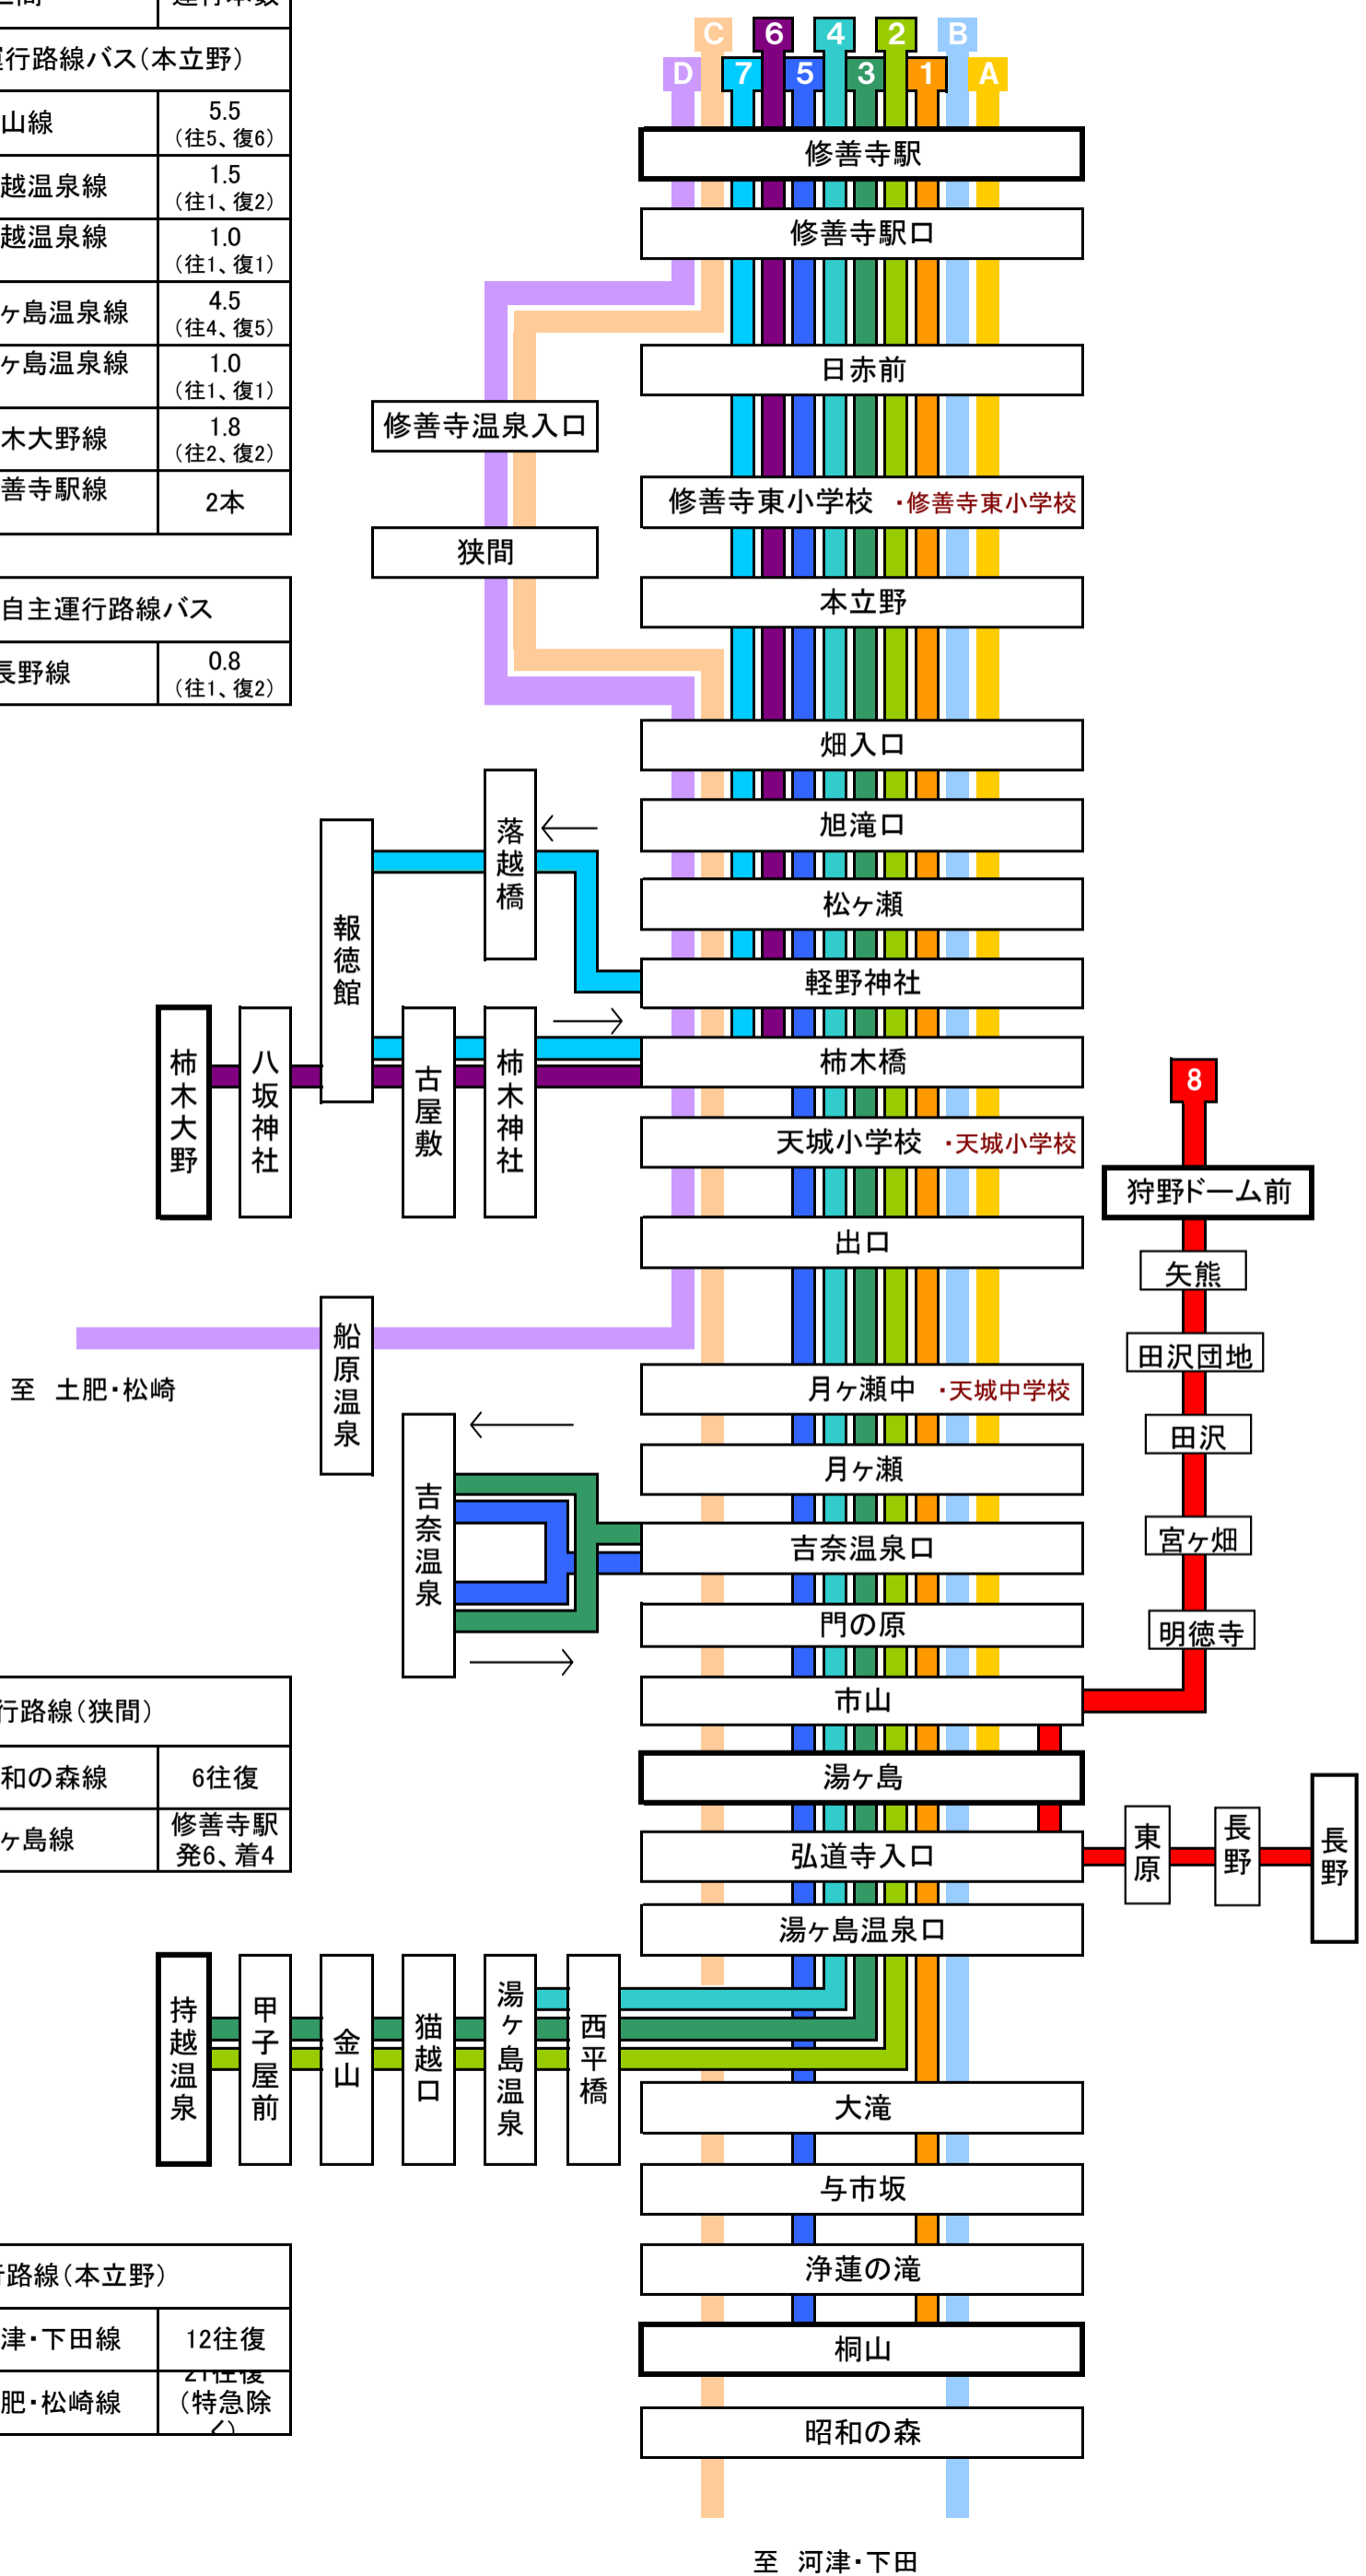 運行本数
行路線バス（本立野）
山線
5.5
（往5、復6）
越温泉線
1.5
（往1、復2）
越温泉線
1.0
（往1、復1）
ヶ島温泉線
4.5
（往4、復5）
ヶ島温泉線
1.0
（往1、復1）
木大野線
1.8
（往2、復2）
善寺駅線
2本
自主運行路線バス
長野線
0.8
（往1、復2）
C
6
4
2
B
D
7
5
3
1
A
修善寺駅
修善寺駅口
日赤前
修善寺温泉入口
修善寺東小学校 ・修善寺東小学校
狭間
本立野
畑入口
旭滝口
松ヶ瀬
軽野神社
落越橋
報徳館
柿木橋
柿木大野
八坂神社
古屋敷
柿木神社
天城小学校 ・天城小学校
出口
8
狩野ドーム前
矢熊
田沢団地
田沢
宮ヶ畑
明徳寺
船原温泉
至 土肥・松崎
月ヶ瀬中 ・天城中学校
月ヶ瀬
吉奈温泉
吉奈温泉口
門の原
市山
湯ヶ島
弘道寺入口
東原
長野
長野
湯ヶ島温泉口
行路線（狭間）
和の森線
6往復
ヶ島線
修善寺駅
発6、着4
持越温泉
甲子屋前
金山
猫越口
湯ヶ島温泉
西平橋
大滝
与市坂
浄蓮の滝
桐山
昭和の森
行路線（本立野）
津・下田線
12往復
肥・松崎線
21往復
（特急除
く）
至 河津・下田